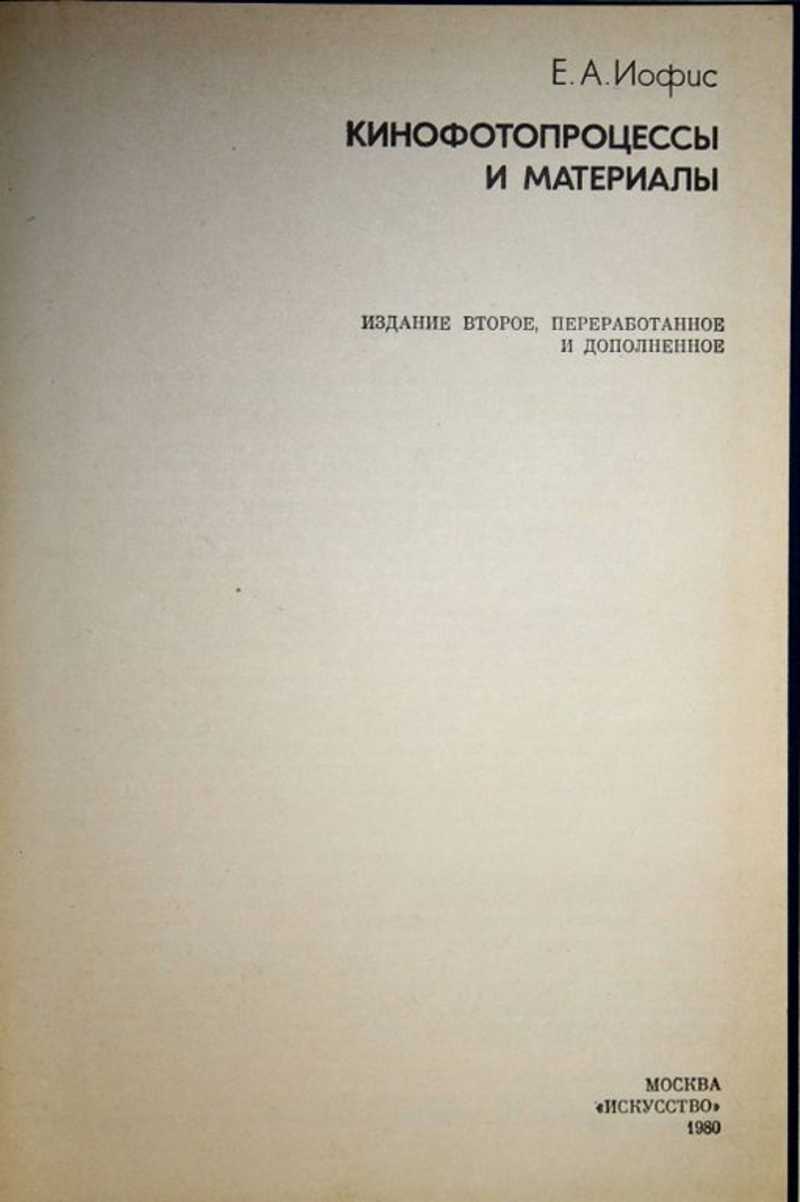 Е. А. Иофис
КИНОФОТОПРОЦЕССЫ
И МАТЕРИАЛЫ
ИЗДАНИЕ ВТОРОЕ, ПЕРЕРАБОТАННОЕ
И ДОПОЛНЕННОЕ
МОСКВА
«ИСКУССТВО»
1980